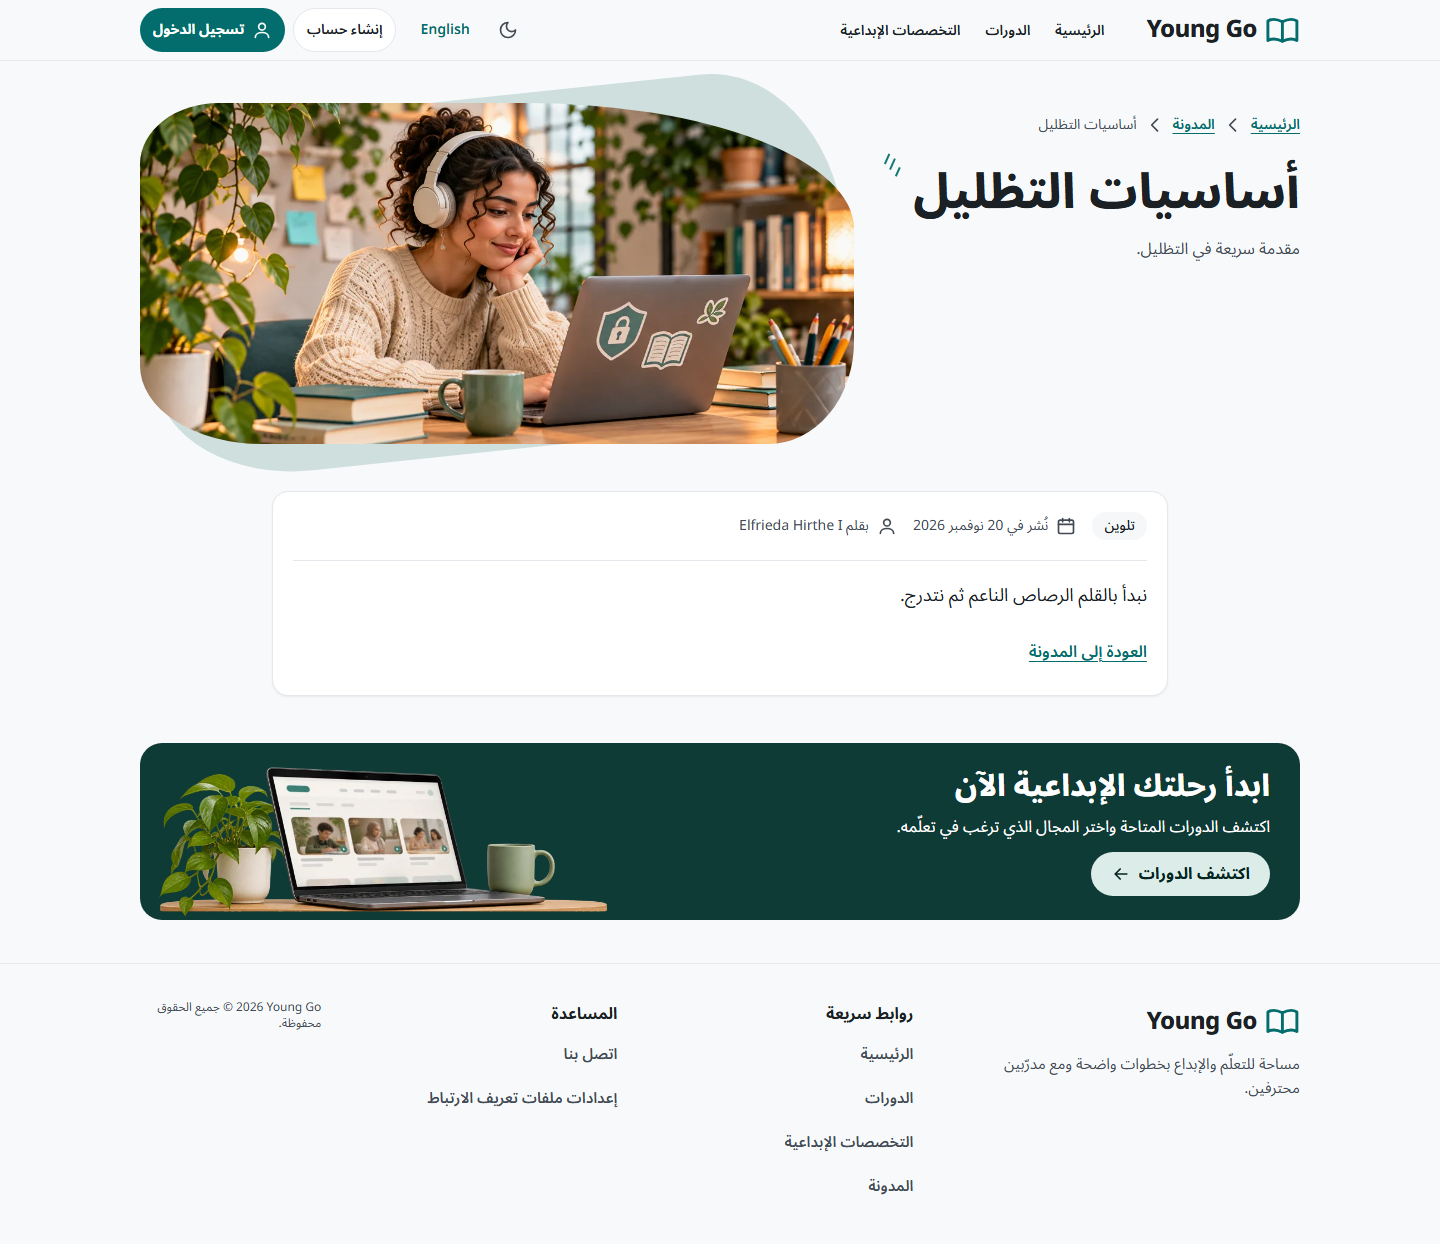 Young Go
الرئيسية
الدورات
التخصصات الإبداعية
English
إنشاء حساب
تسجيل الدخول
الرئيسية
المدونة
أساسيات التظليل
أساسيات التظليل
مقدمة سريعة في التظليل.
تلوين
نُشر في 20 نوفمبر 2026
بقلم Elfrieda Hirthe I
نبدأ بالقلم الرصاص الناعم ثم نتدرج.
العودة إلى المدونة
ابدأ رحلتك الإبداعية الآن
اكتشف الدورات المتاحة واختر المجال الذي ترغب في تعلّمه.
اكتشف الدورات
Young Go
مساحة للتعلّم والإبداع بخطوات واضحة ومع مدرّبين
محترفين.
روابط سريعة
الرئيسية
الدورات
التخصصات الإبداعية
المدونة
المساعدة
اتصل بنا
إعدادات ملفات تعريف الارتباط
Young Go 2026 © جميع الحقوق
محفوظة.